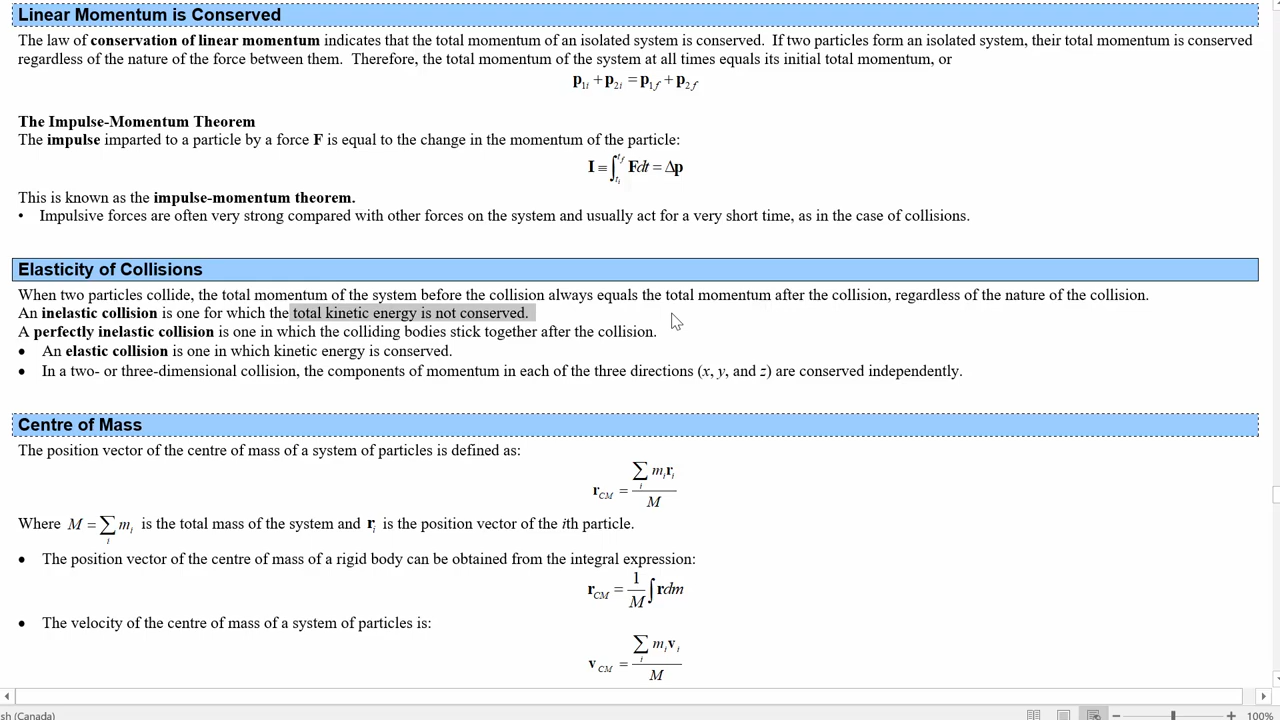 Linear Momentum is Conserved
The law of conservation of linear momentum indicates that the total momentum of an isolated system is conserved.  If two particles form an isolated system, their total momentum is conserved
regardless of the nature of the force between them.  Therefore, the total momentum of the system at all times equals its initial total momentum, or
p₁ᵢ + p₂ᵢ = p₁f + p₂f
The Impulse-Momentum Theorem
The impulse imparted to a particle by a force F is equal to the change in the momentum of the particle:
I ≡ ∫_{tᵢ}^{t_f} Fdt = Δp
This is known as the impulse-momentum theorem.
• Impulsive forces are often very strong compared with other forces on the system and usually act for a very short time, as in the case of collisions.
Elasticity of Collisions
When two particles collide, the total momentum of the system before the collision always equals the total momentum after the collision, regardless of the nature of the collision.
An inelastic collision is one for which the total kinetic energy is not conserved.
A perfectly inelastic collision is one in which the colliding bodies stick together after the collision.
• An elastic collision is one in which kinetic energy is conserved.
• In a two- or three-dimensional collision, the components of momentum in each of the three directions (x, y, and z) are conserved independently.
Centre of Mass
The position vector of the centre of mass of a system of particles is defined as:
r_CM = ∑ᵢ mᵢrᵢ / M
Where M = ∑ᵢ mᵢ is the total mass of the system and rᵢ is the position vector of the ith particle.
• The position vector of the centre of mass of a rigid body can be obtained from the integral expression:
r_CM = 1/M ∫ rdm
• The velocity of the centre of mass of a system of particles is:
v_CM = ∑ᵢ mᵢvᵢ / M
sh (Canada)
100%